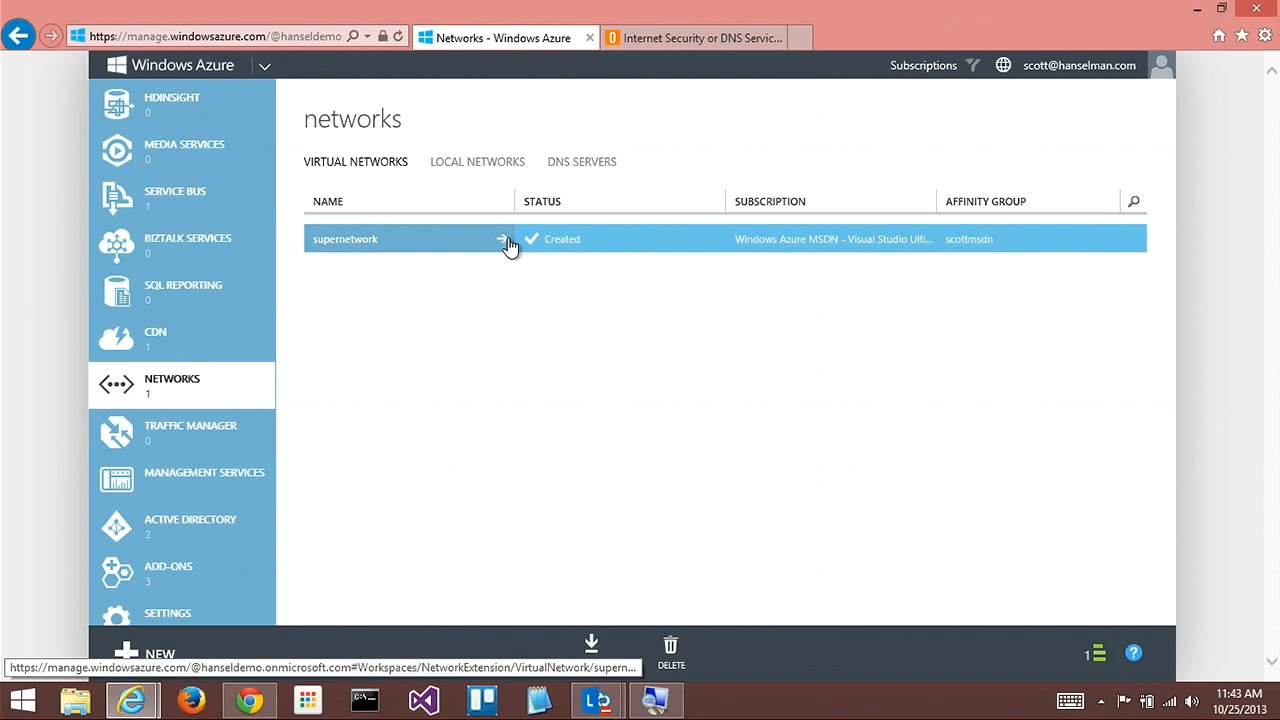 https://manage.windowsazure.com/@hanseldemo
Networks - Windows Azure
Internet Security or DNS Servic...
Windows Azure
Subscriptions
scott@hanselman.com
HDINSIGHT
0
MEDIA SERVICES
0
SERVICE BUS
1
BIZTALK SERVICES
0
SQL REPORTING
0
CDN
1
NETWORKS
1
TRAFFIC MANAGER
0
MANAGEMENT SERVICES
ACTIVE DIRECTORY
2
ADD-ONS
3
SETTINGS
networks
VIRTUAL NETWORKS LOCAL NETWORKS DNS SERVERS
NAME STATUS SUBSCRIPTION AFFINITY GROUP
supernetwork Created Windows Azure MSDN - Visual Studio Ulti... scottmsdn
NEW
DELETE
1
?
https://manage.windowsazure.com/@hanseldemo.onmicrosoft.com#Workspaces/NetworkExtension/VirtualNetwork/supern...
11:43 AM
10/25/2013